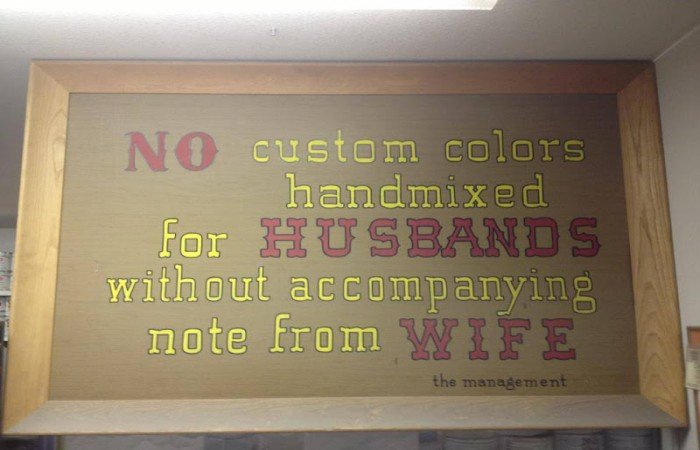 NO custom colors
handmixed
for HUSBANDS
without accompanying
note from WIFE
the management